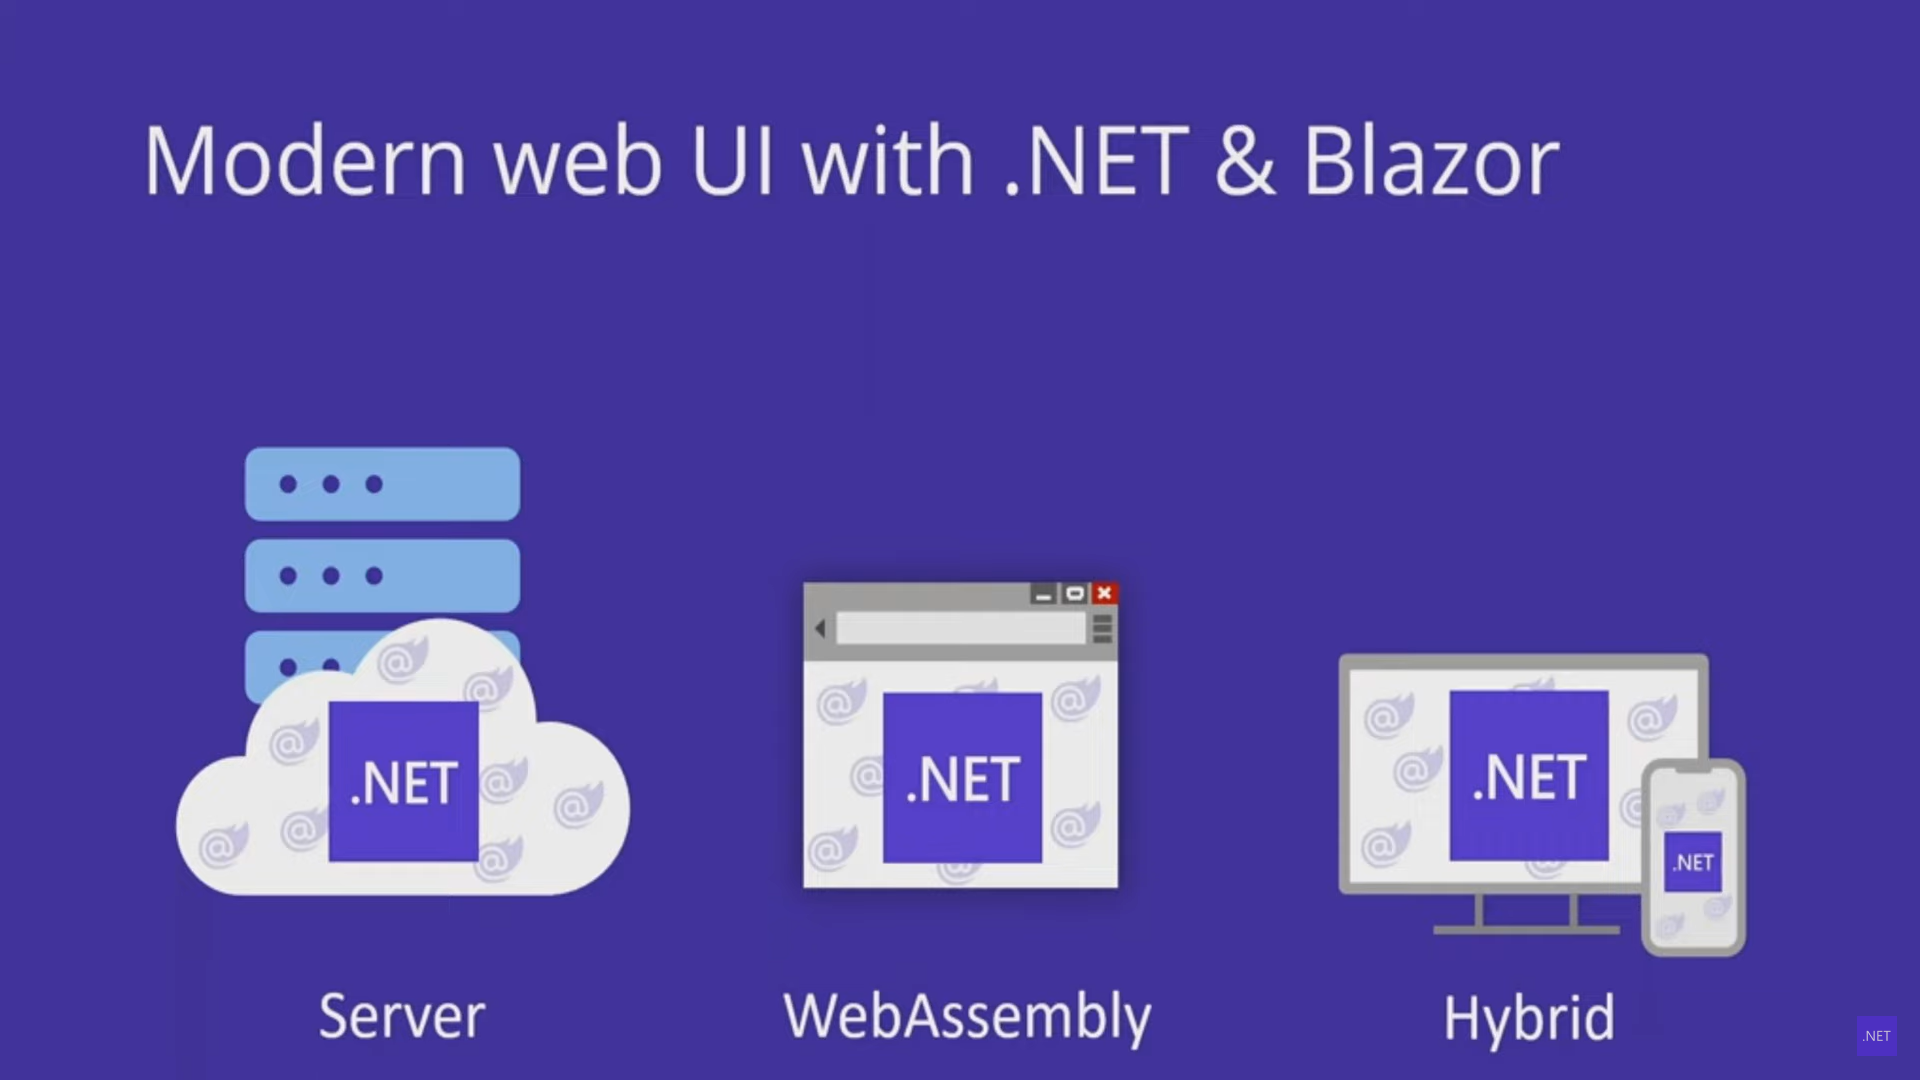 Modern web UI with .NET & Blazor
.NET
.NET
.NET
.NET
Server
WebAssembly
Hybrid
.NET